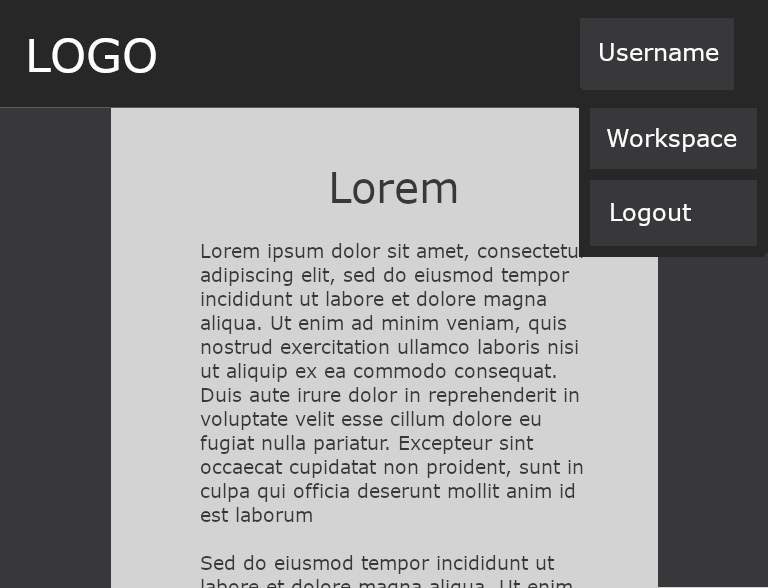 LOGO
Username
Workspace
Logout
Lorem
Lorem ipsum dolor sit amet, consectetu
adipiscing elit, sed do eiusmod tempor
incididunt ut labore et dolore magna
aliqua. Ut enim ad minim veniam, quis
nostrud exercitation ullamco laboris nisi
ut aliquip ex ea commodo consequat.
Duis aute irure dolor in reprehenderit in
voluptate velit esse cillum dolore eu
fugiat nulla pariatur. Excepteur sint
occaecat cupidatat non proident, sunt in
culpa qui officia deserunt mollit anim id
est laborum
Sed do eiusmod tempor incididunt ut
labore et dolore magna aliqua. Ut enim